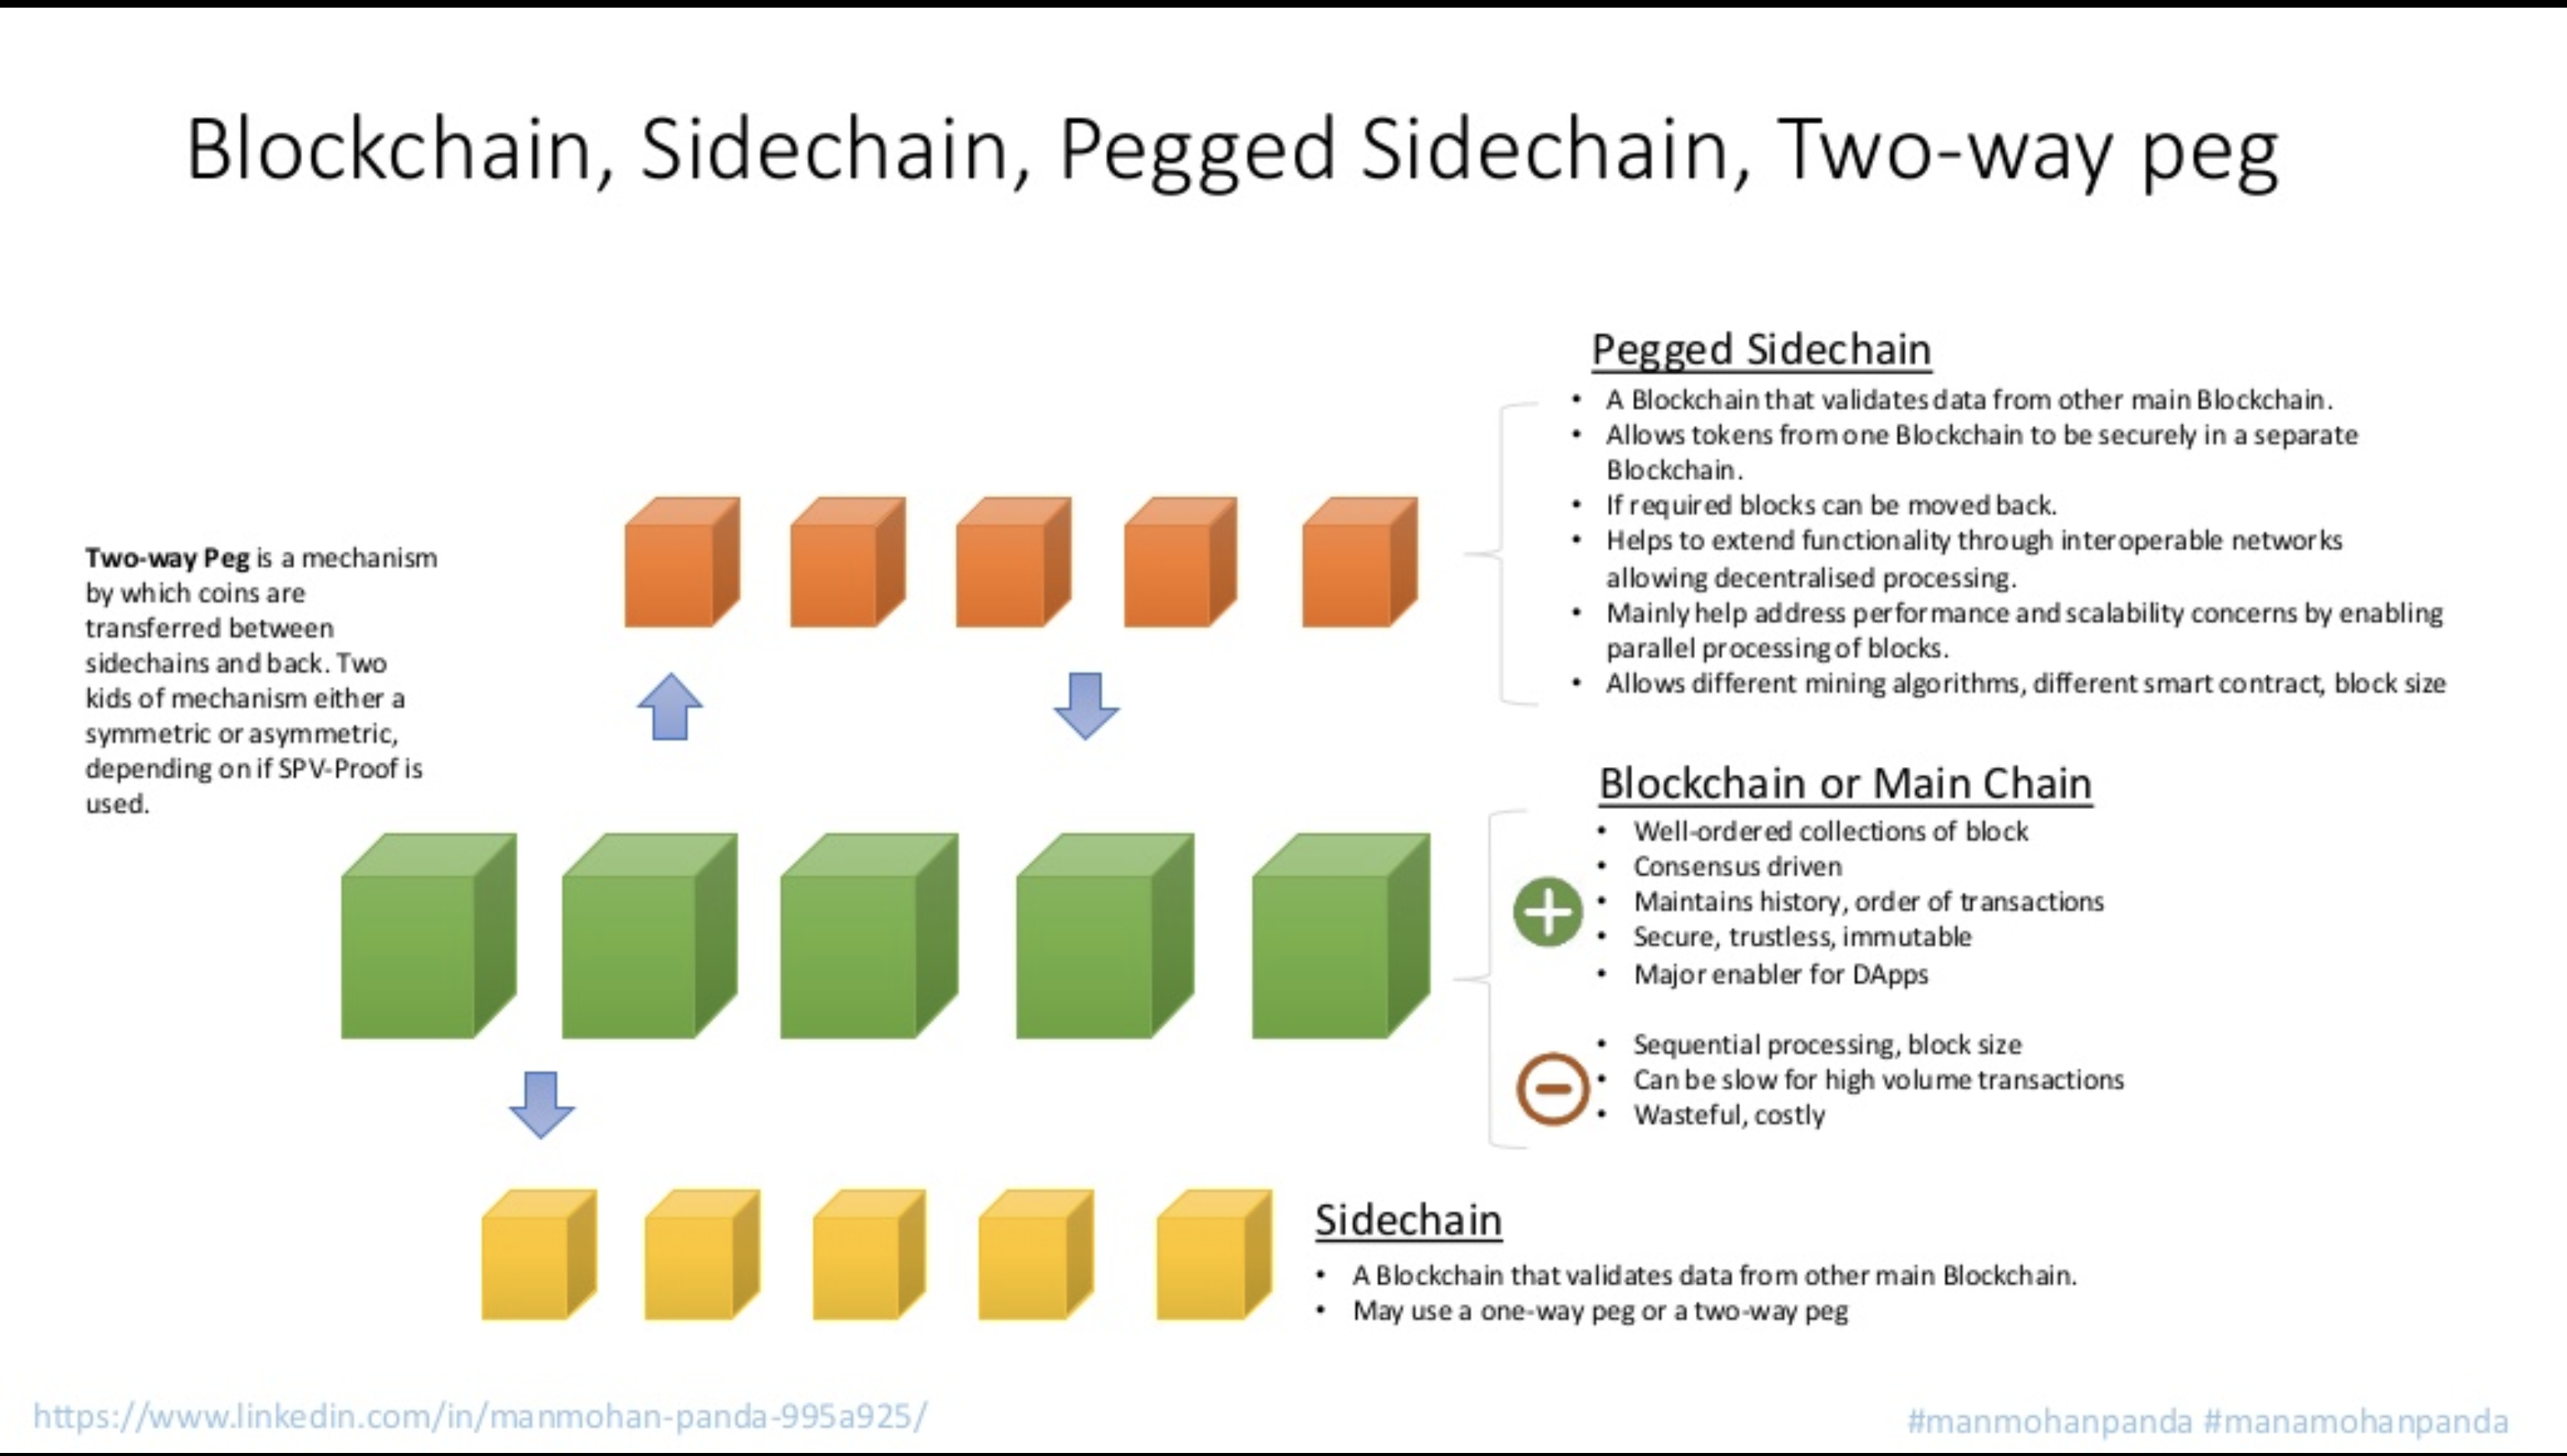 Blockchain, Sidechain, Pegged Sidechain, Two-way peg
Two-way Peg is a mechanism
by which coins are
transferred between
sidechains and back. Two
kids of mechanism either a
symmetric or asymmetric,
depending on if SPV-Proof is
used.
Pegged Sidechain
• A Blockchain that validates data from other main Blockchain.
• Allows tokens from one Blockchain to be securely in a separate
Blockchain.
• If required blocks can be moved back.
• Helps to extend functionality through interoperable networks
allowing decentralised processing.
• Mainly help address performance and scalability concerns by enabling
parallel processing of blocks.
• Allows different mining algorithms, different smart contract, block size
Blockchain or Main Chain
• Well-ordered collections of block
• Consensus driven
• Maintains history, order of transactions
• Secure, trustless, immutable
• Major enabler for DApps
• Sequential processing, block size
• Can be slow for high volume transactions
• Wasteful, costly
Sidechain
• A Blockchain that validates data from other main Blockchain.
• May use a one-way peg or a two-way peg
https://www.linkedin.com/in/manmohan-panda-995a925/
#manmohanpanda #manamohanpanda